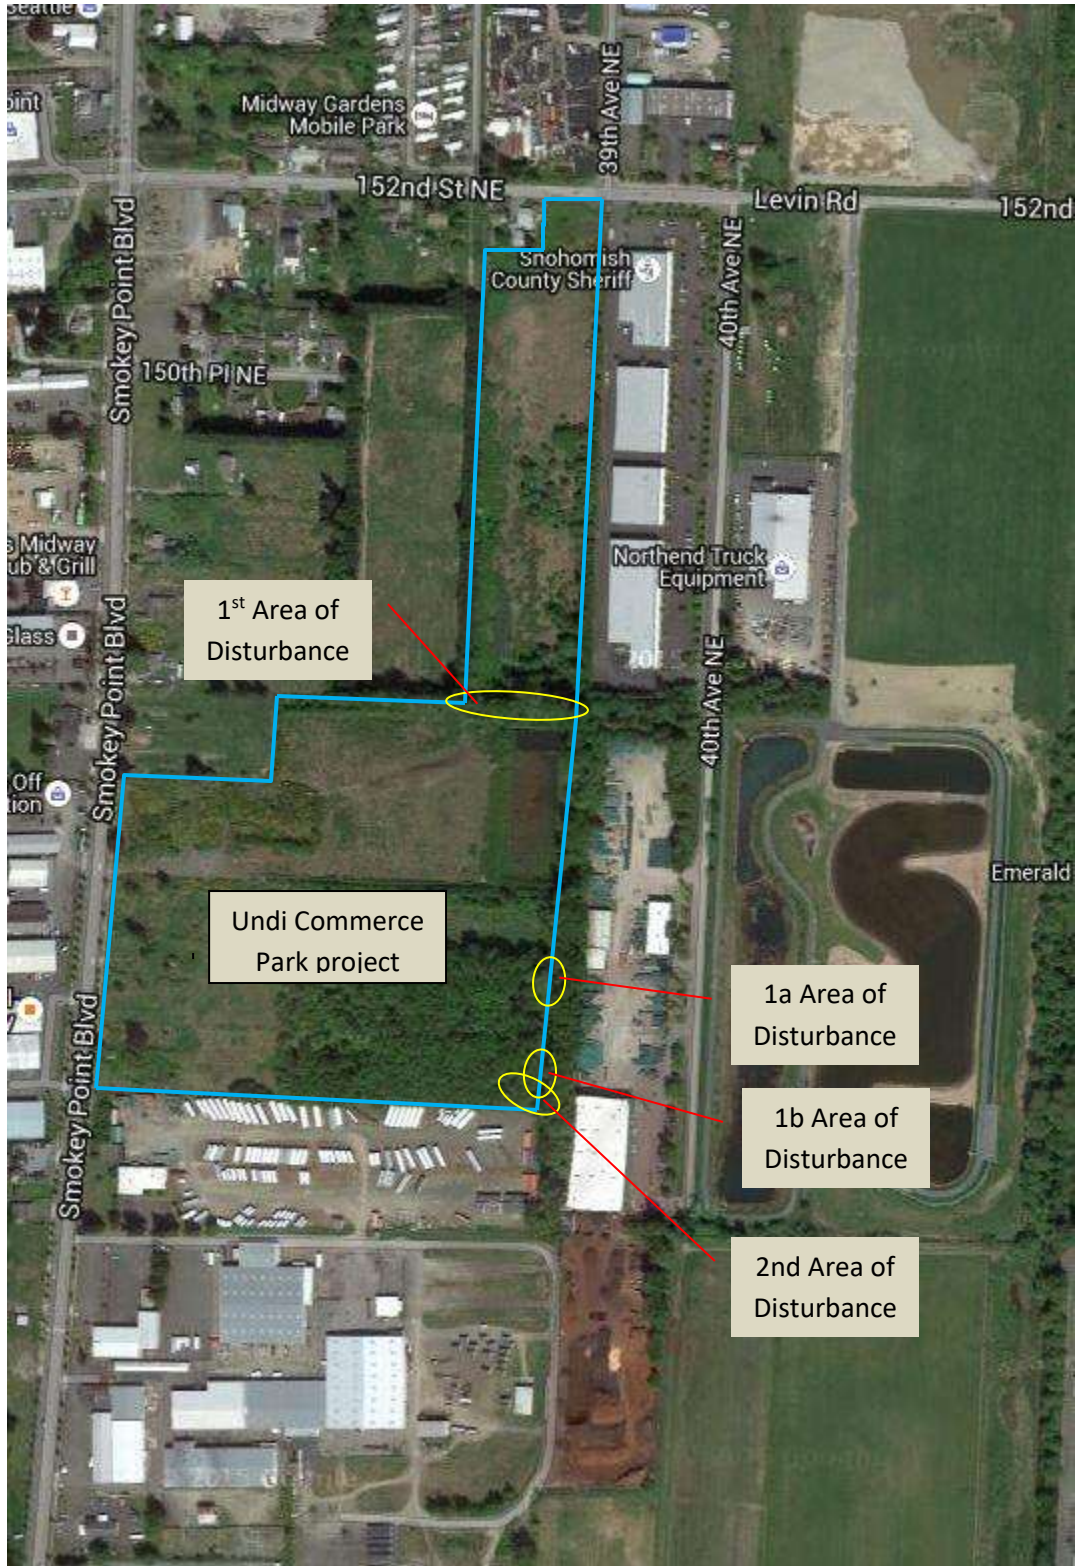 Seattle
Midway Gardens
Mobile Park
39th Ave NE
152nd St NE
Levin Rd
152nd
Smokey Point Blvd
Snohomish
County Sheriff
40th Ave NE
150th Pl NE
s Midway
ub & Grill
Northend Truck
Equipment
1st Area of
Disturbance
Glass
Smokey Point Blvd
40th Ave NE
Off
tion
Emerald
Undi Commerce
Park project
1a Area of
Disturbance
Smokey Point Blvd
1b Area of
Disturbance
2nd Area of
Disturbance